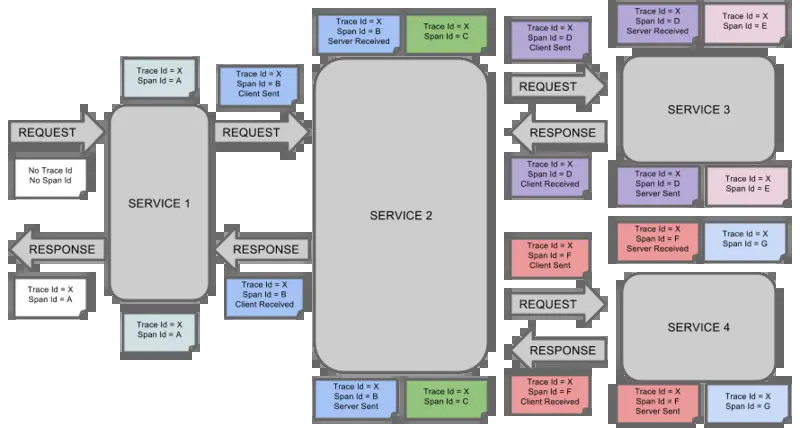 Trace Id = X
Span Id = B
Server Received
Trace Id = X
Span Id = C
Trace Id = X
Span Id = D
Client Sent
Trace Id = X
Span Id = D
Server Received
Trace Id = X
Span Id = E
Trace Id = X
Span Id = A
Trace Id = X
Span Id = B
Client Sent
REQUEST
SERVICE 3
REQUEST
REQUEST
RESPONSE
No Trace Id
No Span Id
Trace Id = X
Span Id = D
Client Received
Trace Id = X
Span Id = D
Server Sent
Trace Id = X
Span Id = E
SERVICE 1
SERVICE 2
RESPONSE
RESPONSE
Trace Id = X
Span Id = F
Client Sent
Trace Id = X
Span Id = F
Server Received
Trace Id = X
Span Id = G
Trace Id = X
Span Id = A
Trace Id = X
Span Id = B
Client Received
REQUEST
SERVICE 4
Trace Id = X
Span Id = A
RESPONSE
Trace Id = X
Span Id = B
Server Sent
Trace Id = X
Span Id = C
Trace Id = X
Span Id = F
Client Received
Trace Id = X
Span Id = F
Server Sent
Trace Id = X
Span Id = G